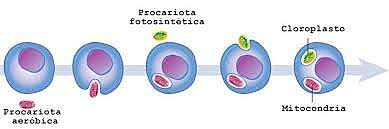 Procariota
fotosintética
Cloroplasto
Procariota
aeróbica
Mitocondria